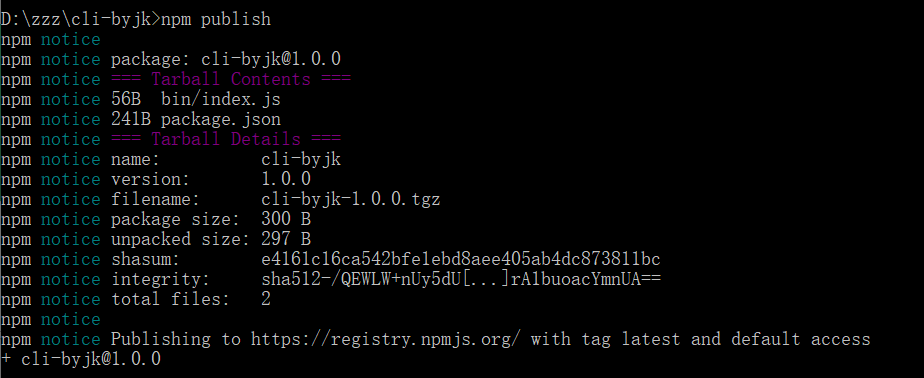 D:\zzz\cli-byjk>npm publish
npm notice
npm notice package: cli-byjk@1.0.0
npm notice === Tarball Contents ===
npm notice 56B  bin/index.js
npm notice 241B package.json
npm notice === Tarball Details ===
npm notice name:          cli-byjk
npm notice version:       1.0.0
npm notice filename:      cli-byjk-1.0.0.tgz
npm notice package size:  300 B
npm notice unpacked size: 297 B
npm notice shasum:        e4161c16ca542bfe1ebd8aee405ab4dc873811bc
npm notice integrity:     sha512-/QEWLW+nUy5dU[...]rAlbuoacYmnUA==
npm notice total files:   2
npm notice
npm notice Publishing to https://registry.npmjs.org/ with tag latest and default access
+ cli-byjk@1.0.0